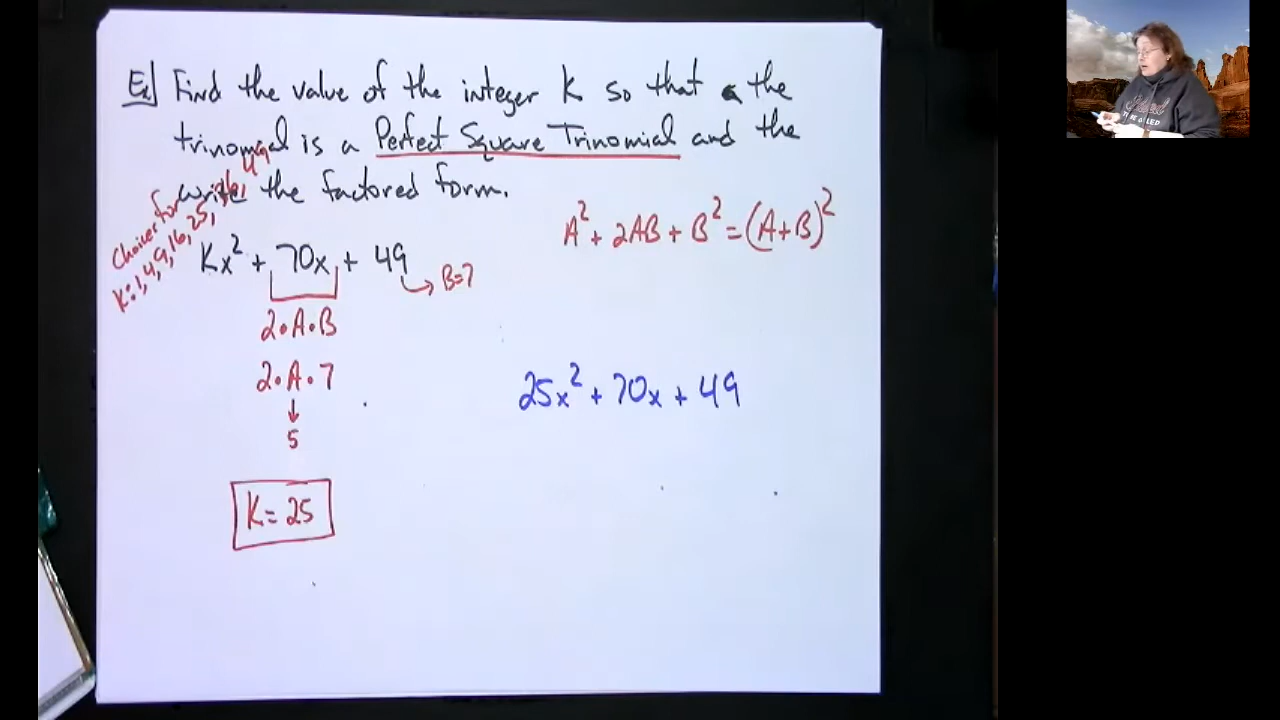 Ex] Find the value of the integer K so that the
trinomial is a Perfect Square Trinomial and the
write the factored form.
Choices for
K: 1, 4, 9, 16, 25, 36, 49
Kx² + 70x + 49
→ B=7
2·A·B
2·A·7
↓
5
K = 25
A² + 2AB + B² = (A+B)²
25x² + 70x + 49